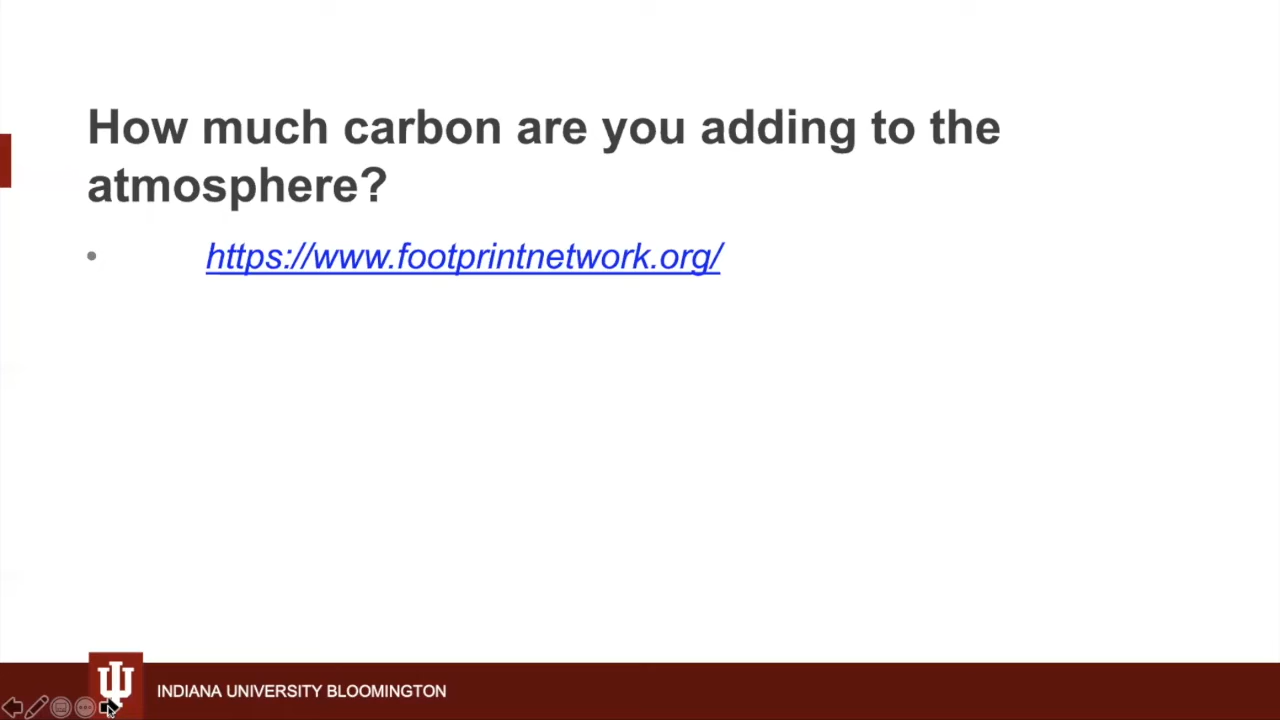 How much carbon are you adding to the
atmosphere?
• https://www.footprintnetwork.org/
INDIANA UNIVERSITY BLOOMINGTON